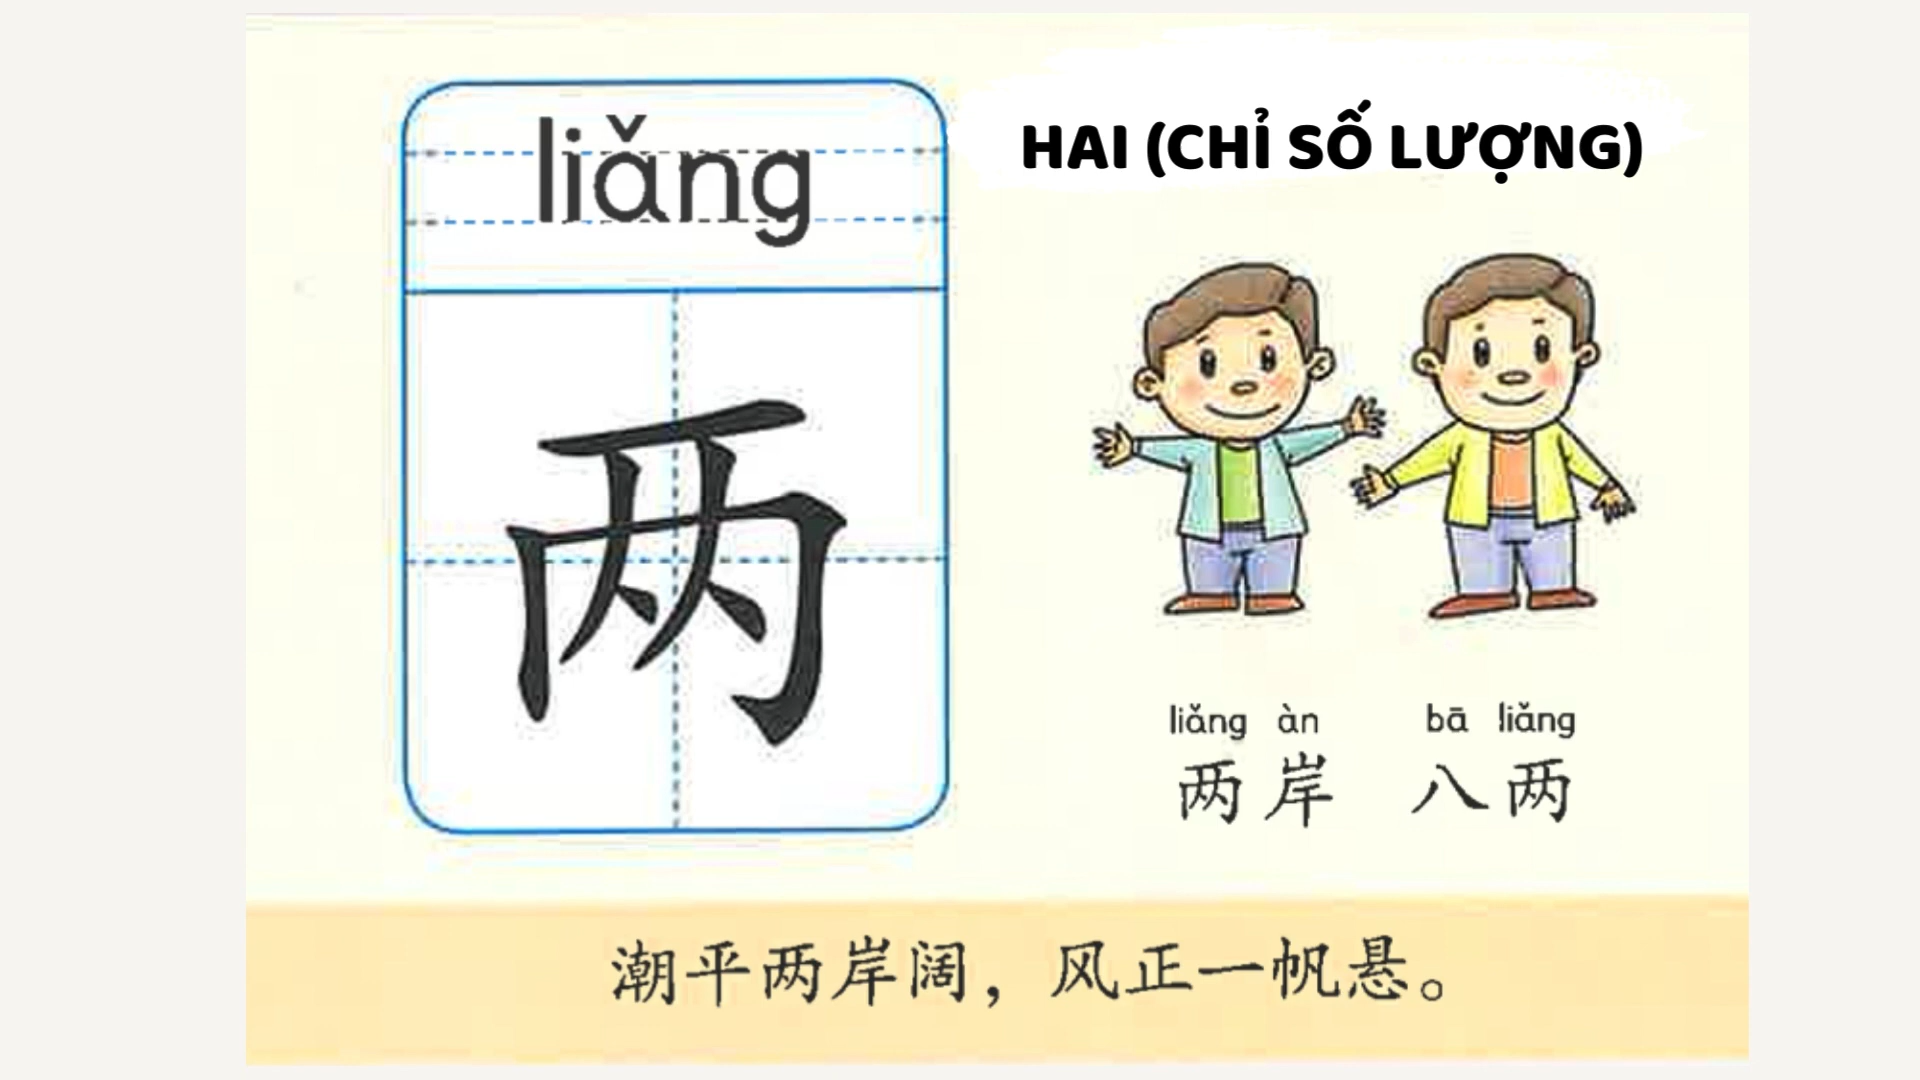 liǎng
两
HAI (CHỈ SỐ LƯỢNG)
liǎng àn bā liǎng
两岸 八两
潮平两岸阔，风正一帆悬。